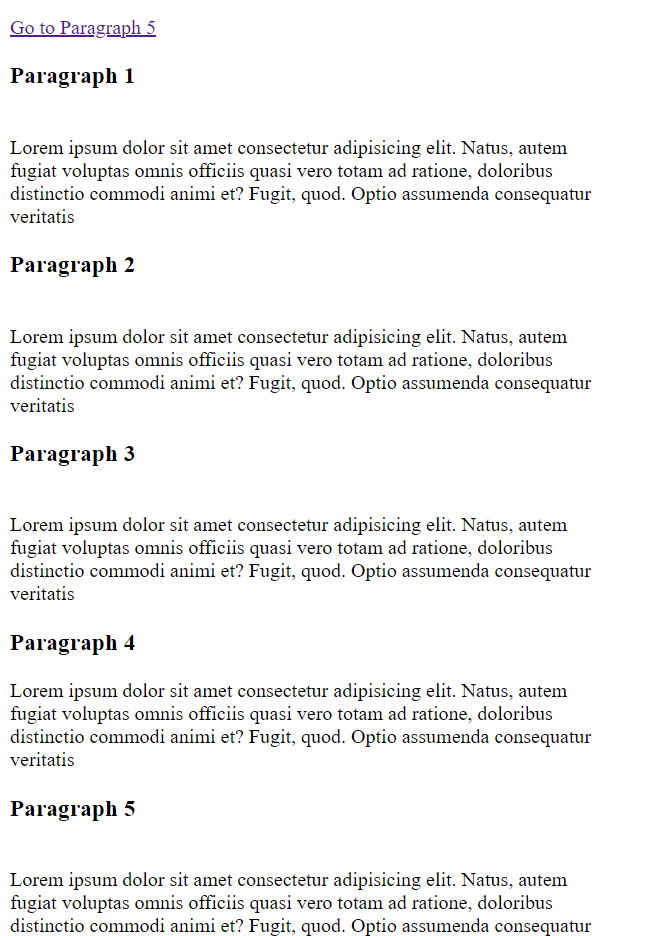 Go to Paragraph 5
Paragraph 1
Lorem ipsum dolor sit amet consectetur adipisicing elit. Natus, autem
fugiat voluptas omnis officiis quasi vero totam ad ratione, doloribus
distinctio commodi animi et? Fugit, quod. Optio assumenda consequatur
veritatis
Paragraph 2
Lorem ipsum dolor sit amet consectetur adipisicing elit. Natus, autem
fugiat voluptas omnis officiis quasi vero totam ad ratione, doloribus
distinctio commodi animi et? Fugit, quod. Optio assumenda consequatur
veritatis
Paragraph 3
Lorem ipsum dolor sit amet consectetur adipisicing elit. Natus, autem
fugiat voluptas omnis officiis quasi vero totam ad ratione, doloribus
distinctio commodi animi et? Fugit, quod. Optio assumenda consequatur
veritatis
Paragraph 4
Lorem ipsum dolor sit amet consectetur adipisicing elit. Natus, autem
fugiat voluptas omnis officiis quasi vero totam ad ratione, doloribus
distinctio commodi animi et? Fugit, quod. Optio assumenda consequatur
veritatis
Paragraph 5
Lorem ipsum dolor sit amet consectetur adipisicing elit. Natus, autem
fugiat voluptas omnis officiis quasi vero totam ad ratione, doloribus
distinctio commodi animi et? Fugit, quod. Optio assumenda consequatur